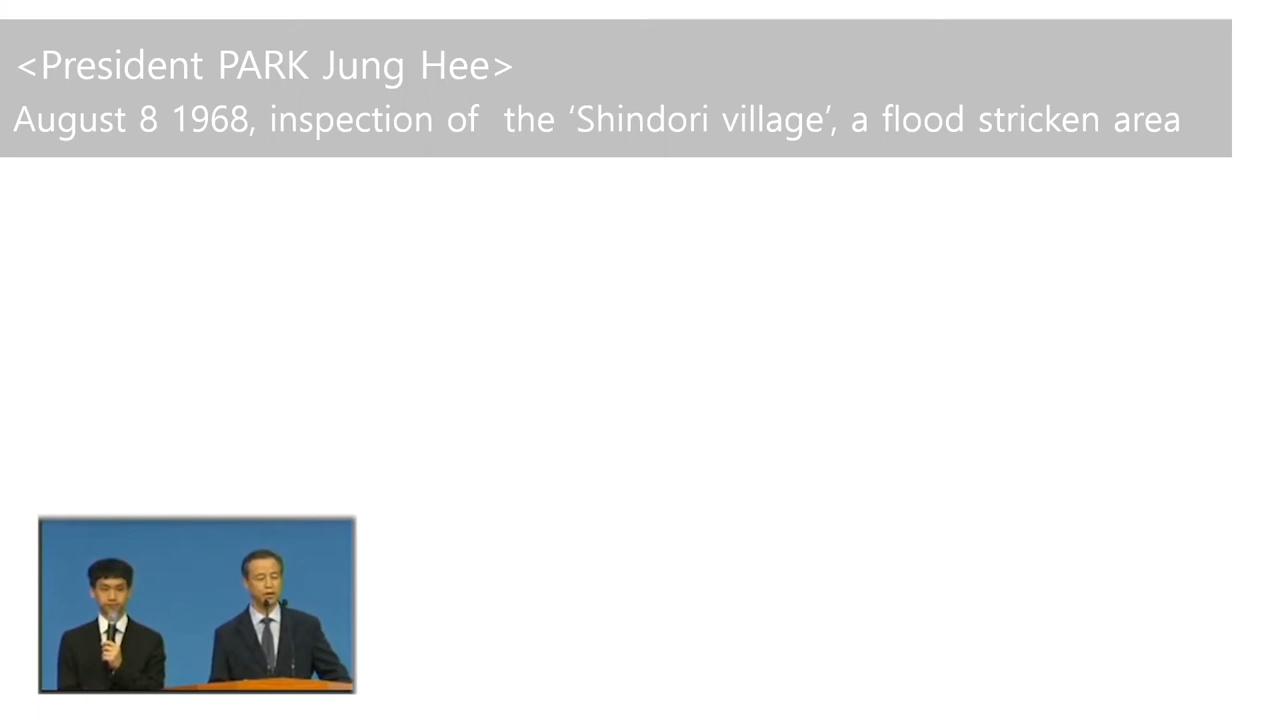 <President PARK Jung Hee>
August 8 1968, inspection of  the ‘Shindori village’, a flood stricken area